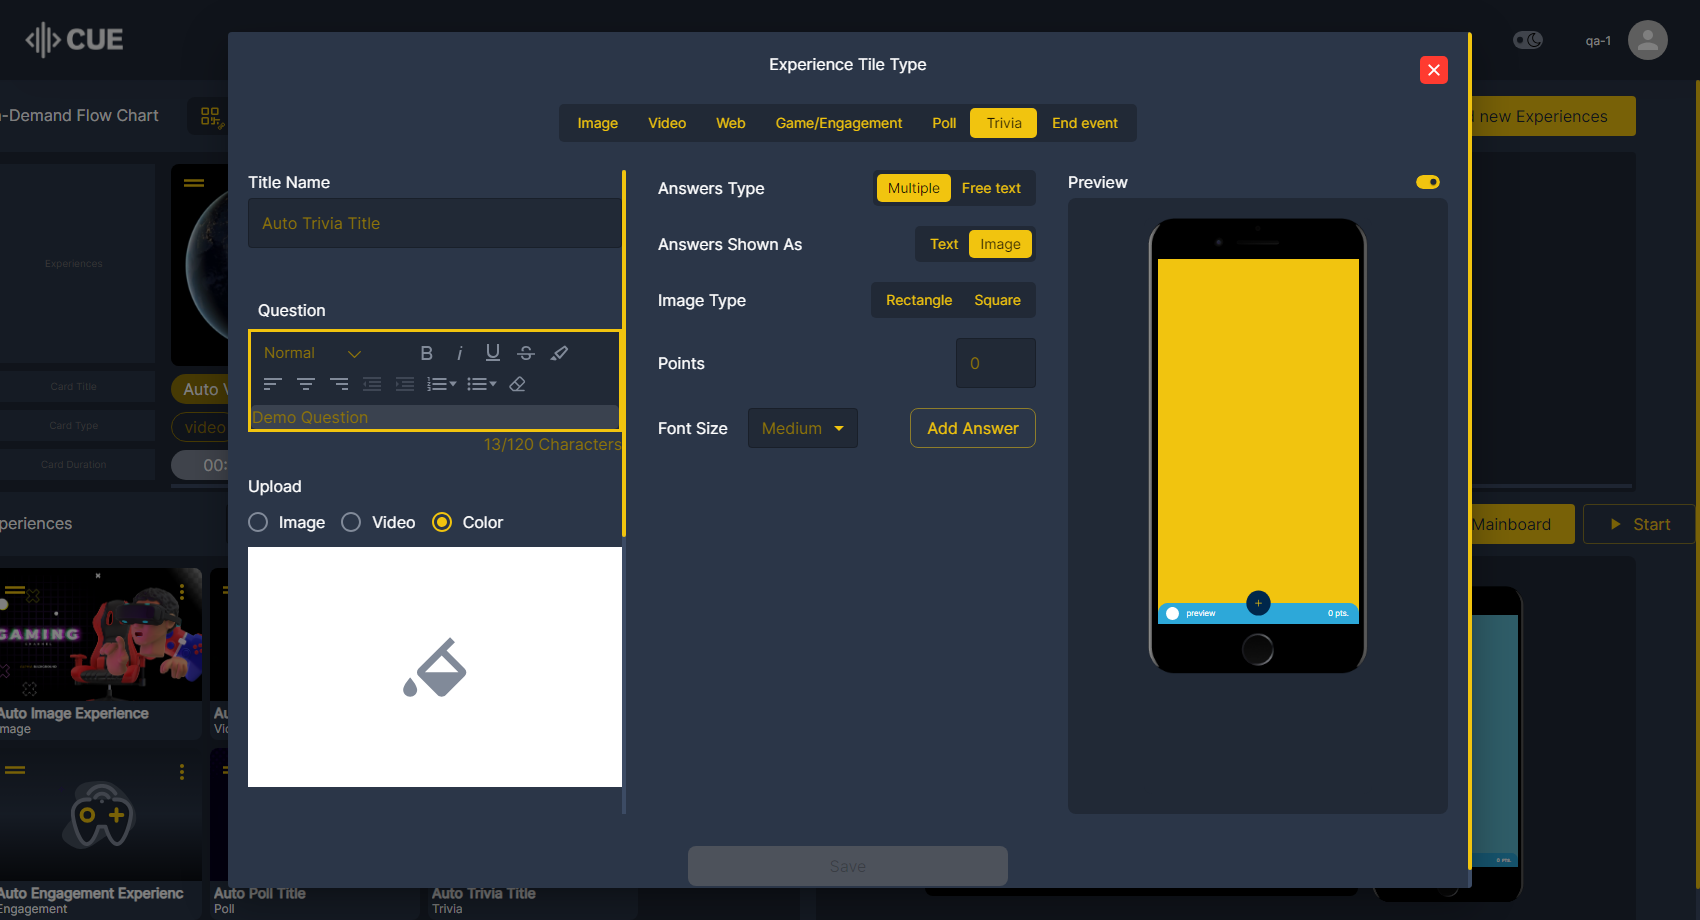 CUE
qa-1
Experience Tile Type
-Demand Flow Chart
new Experiences
Image
Video
Web
Game/Engagement
Poll
Trivia
End event
Title Name
Auto Trivia Title
Question
Normal
Demo Question
13/120 Characters
Upload
Image
Video
Color
Answers Type
Multiple
Free text
Answers Shown As
Text
Image
Image Type
Rectangle
Square
Points
0
Font Size
Medium
Add Answer
Preview
preview
0 pts.
Save
Experiences
Card Title
Card Type
Card Duration
Auto V
video
00:
periences
Mainboard
Start
GAMING
Auto Image Experience
mage
Au
Vid
Auto Engagement Experienc
Engagement
Auto Poll Title
Poll
Auto Trivia Title
Trivia
0 pts.